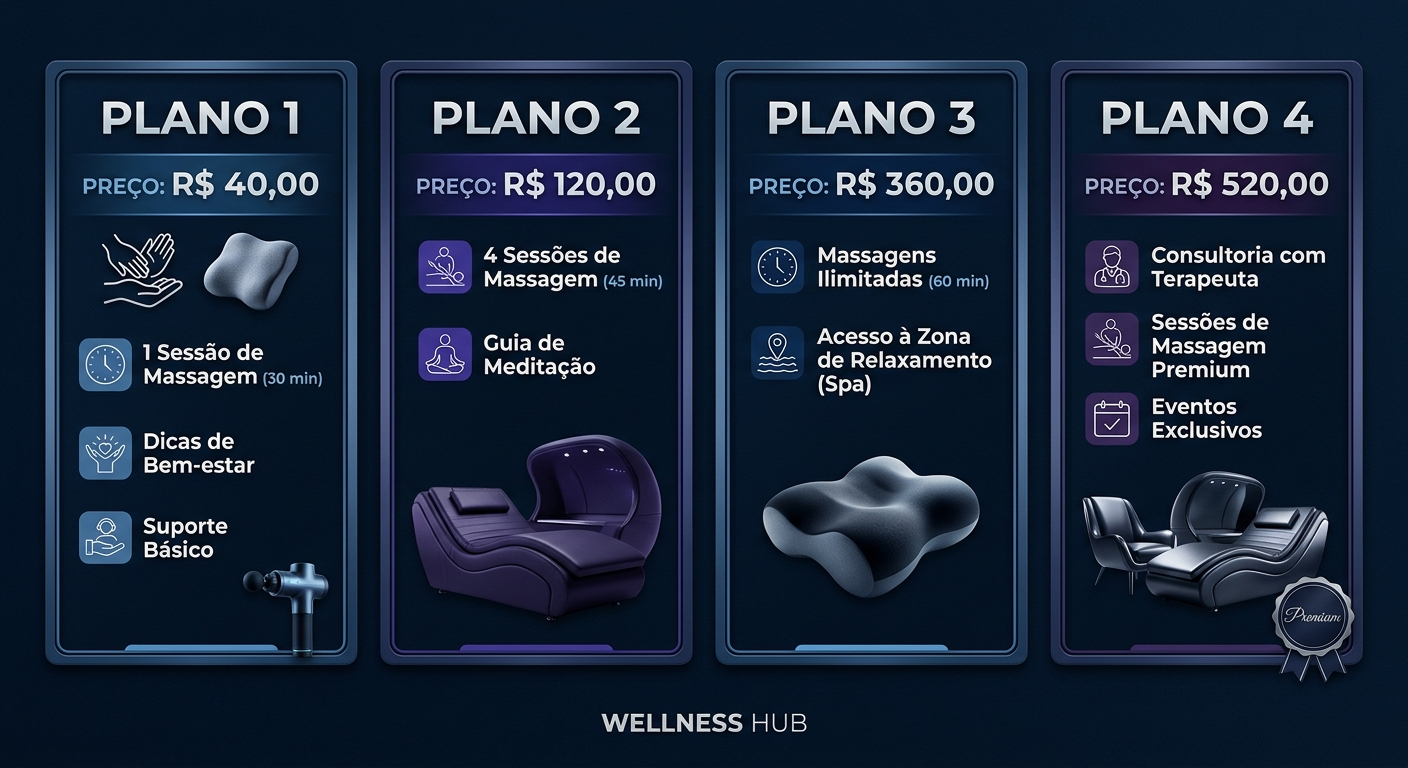 PLANO 1
PREÇO: R$ 40,00
1 Sessão de
Massagem (30 min)
Dicas de
Bem-estar
Suporte
Básico
PLANO 2
PREÇO: R$ 120,00
4 Sessões de
Massagem (45 min)
Guia de
Meditação
PLANO 3
PREÇO: R$ 360,00
Massagens
Ilimitadas (60 min)
Acesso à Zona
de Relaxamento
(Spa)
PLANO 4
PREÇO: R$ 520,00
Consultoria com
Terapeuta
Sessões de
Massagem
Premium
Eventos
Exclusivos
WELLNESS HUB